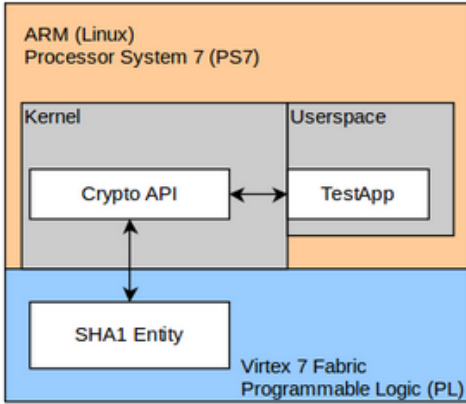 ARM (Linux)
Processor System 7 (PS7)
Kernel
Userspace
Crypto API
TestApp
SHA1 Entity
Virtex 7 Fabric
Programmable Logic (PL)